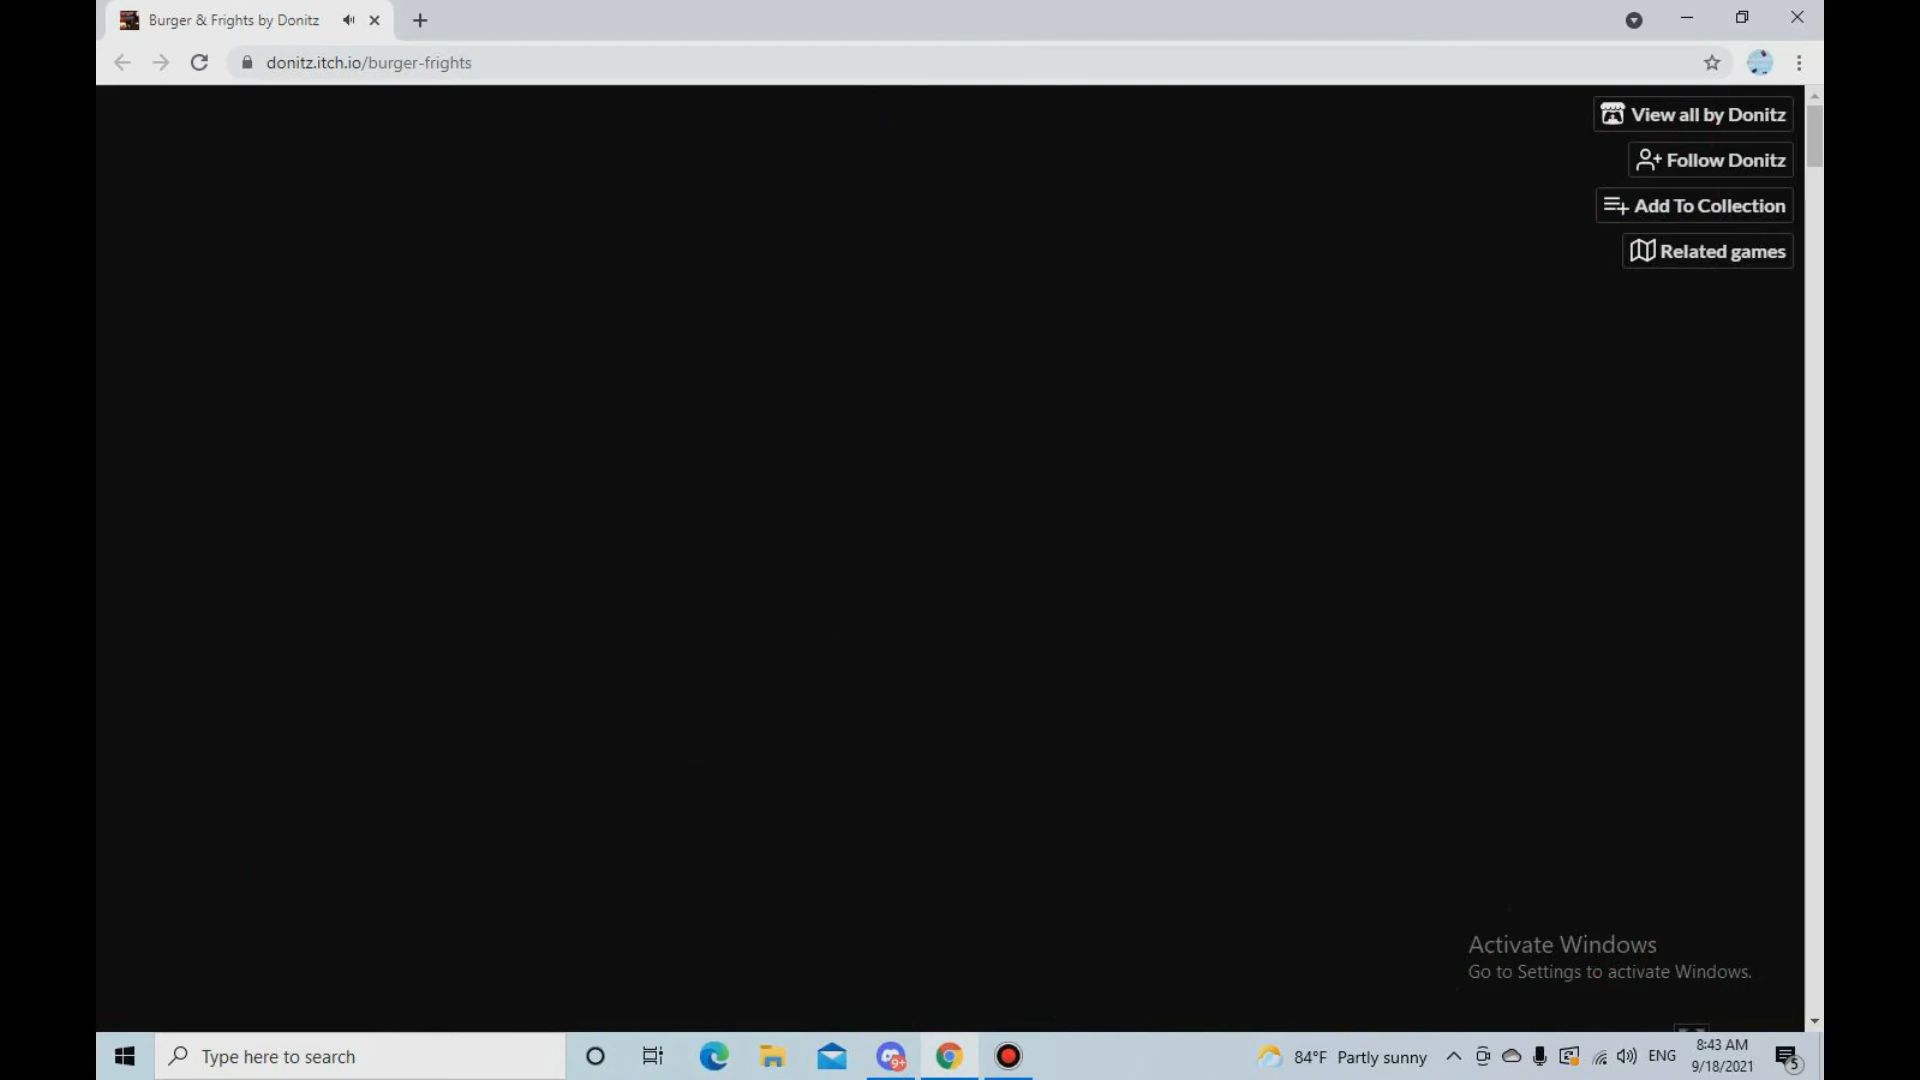 Burger & Frights by Donitz
donitz.itch.io/burger-frights
View all by Donitz
Follow Donitz
Add To Collection
Related games
Activate Windows
Go to Settings to activate Windows.
Type here to search
9+
84°F Partly sunny
ENG
8:43 AM
9/18/2021
5